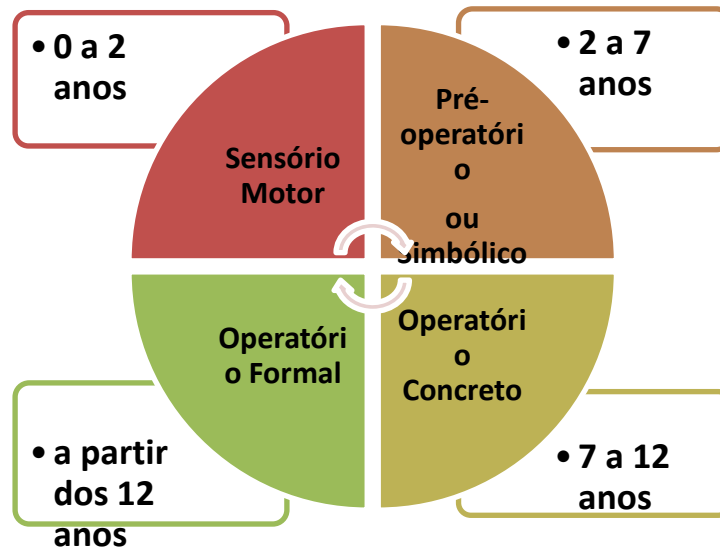 • 0 a 2
anos
• 2 a 7
anos
Sensório
Motor
Pré-
operatóri
o
ou
Simbólico
Operatóri
o Formal
Operatóri
o
Concreto
• a partir
dos 12
anos
• 7 a 12
anos